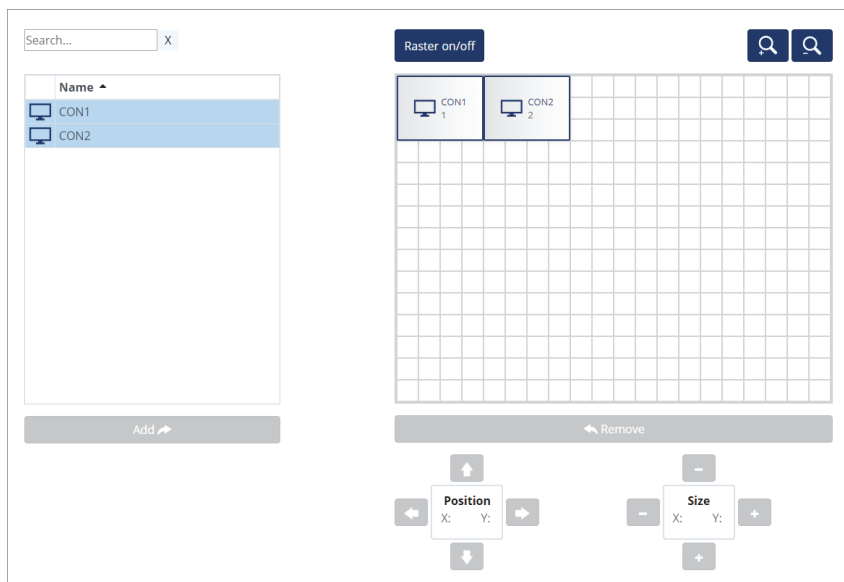 Search...
X
Raster on/off
Name
CON1
CON2
CON1
1
CON2
2
Add
Remove
Position
X: Y:
Size
X: Y: